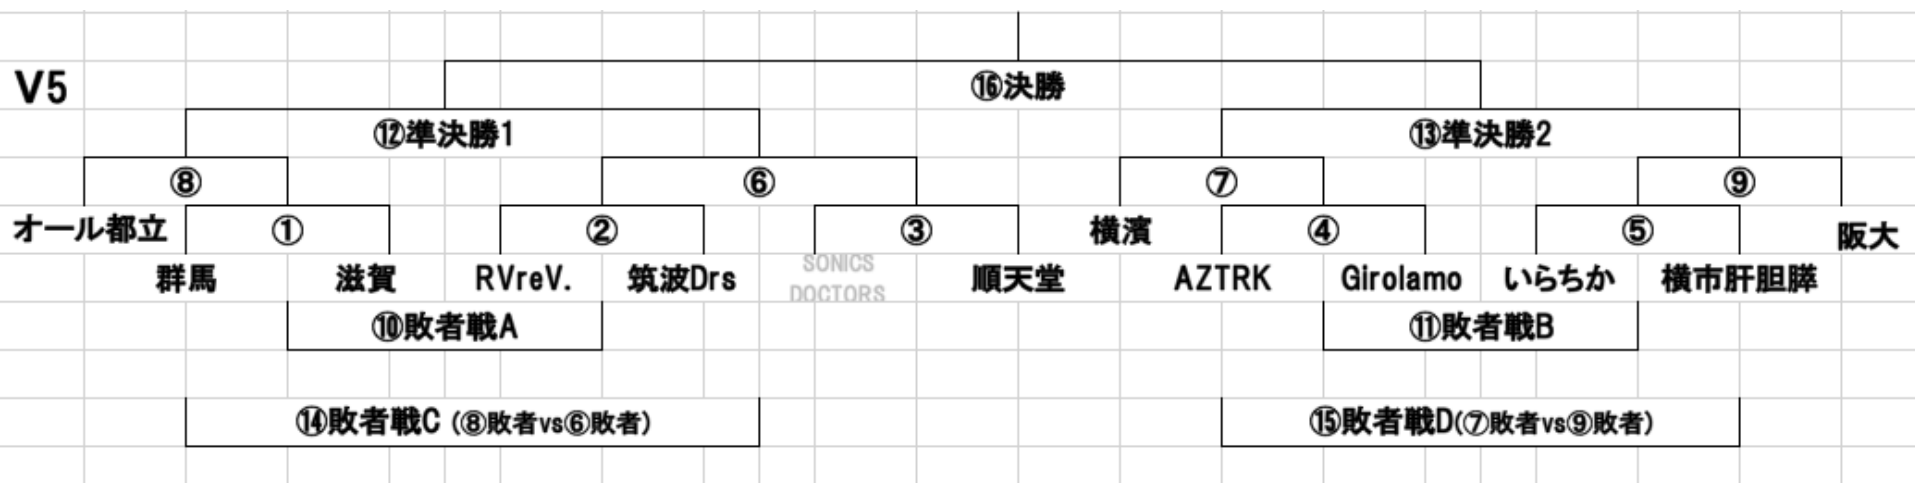 ⑯決勝
V5
⑫準決勝1
⑬準決勝2
⑧
⑥
⑦
⑨
オール都立
①
②
③
横濱
④
⑤
阪大
群馬
滋賀
RVreV.
筑波Drs
SONICS
DOCTORS
順天堂
AZTRK
Girolamo
いらちか
横市肝胆膵
⑩敗者戦A
⑪敗者戦B
⑭敗者戦C (⑧敗者vs⑥敗者)
⑮敗者戦D(⑦敗者vs⑨敗者)